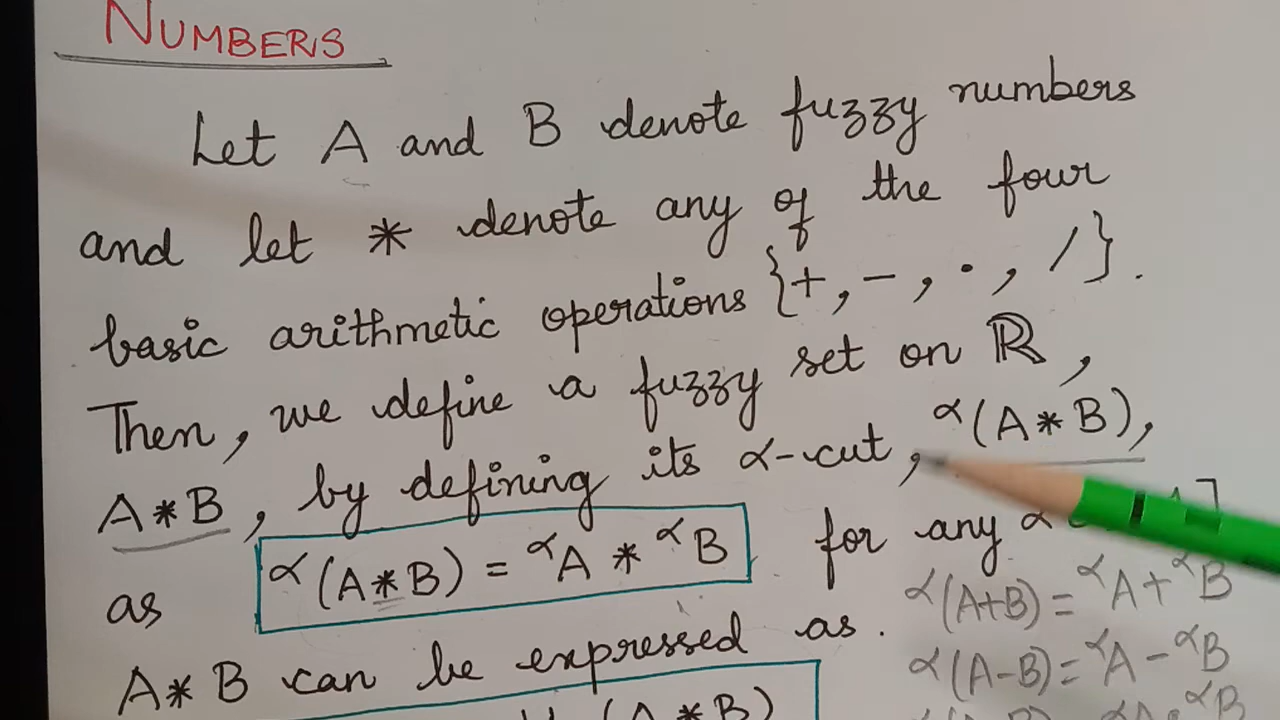 NUMBERS
Let A and B denote fuzzy numbers
and let * denote any of the four
basic arithmetic operations {+, -, ·, /}.
Then, we define a fuzzy set on ℝ,
A * B, by defining its α-cut, α(A * B),
as α(A * B) = αA * αB for any α
α(A+B) = αA + αB
A * B can be expressed as.
α(A-B) = αA - αB
(A * B)